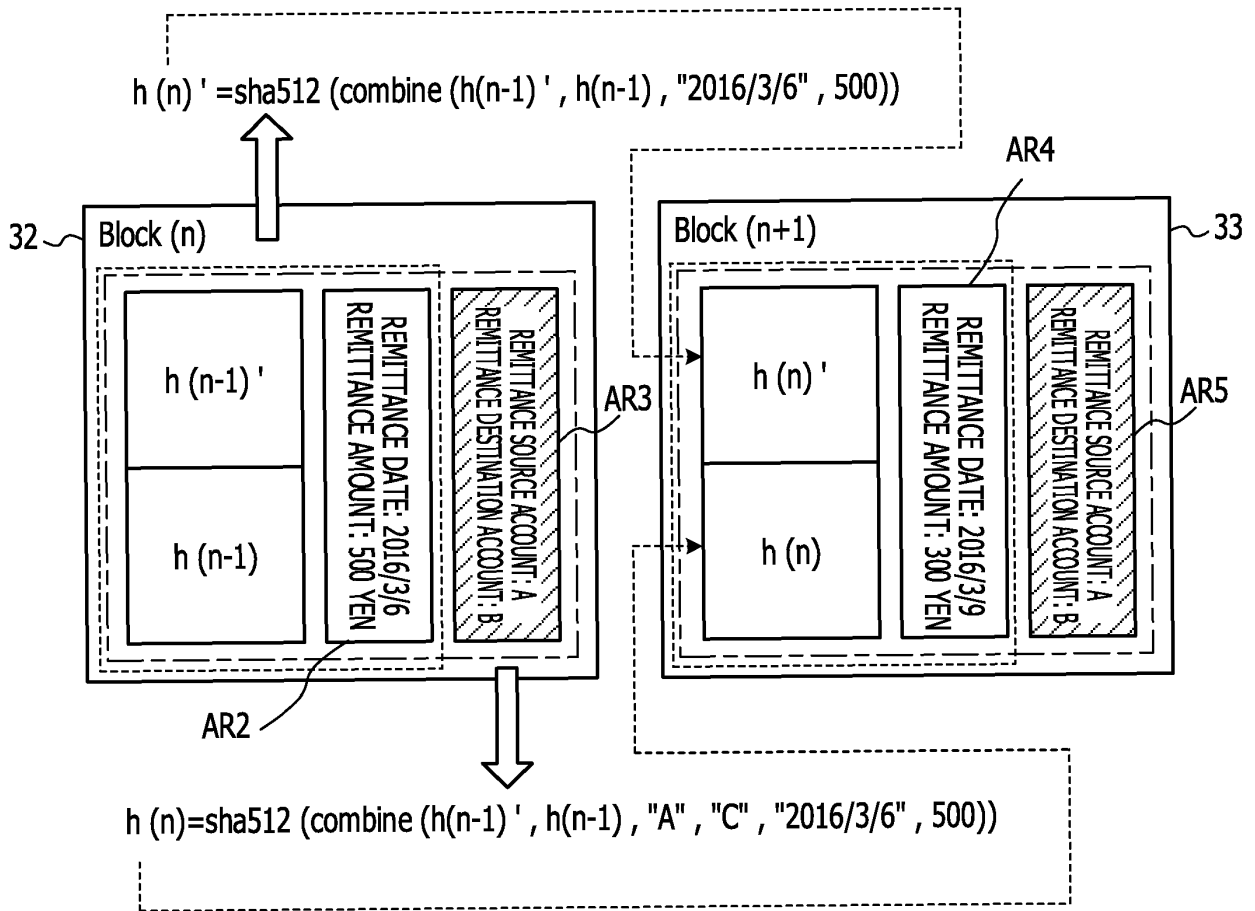 h (n) ' =sha512 (combine (h(n-1) ' , h(n-1) , "2016/3/6" , 500))
AR4
32
Block (n)
Block (n+1)
33
h (n-1) '
h (n-1)
REMITTANCE DATE: 2016/3/6
REMITTANCE AMOUNT: 500 YEN
REMITTANCE SOURCE ACCOUNT: A
REMITTANCE DESTINATION ACCOUNT: B
AR3
h (n) '
h (n)
REMITTANCE DATE: 2016/3/9
REMITTANCE AMOUNT: 300 YEN
REMITTANCE SOURCE ACCOUNT: A
REMITTANCE DESTINATION ACCOUNT: B
AR5
AR2
h (n)=sha512 (combine (h(n-1) ' , h(n-1) , "A" , "C" , "2016/3/6" , 500))